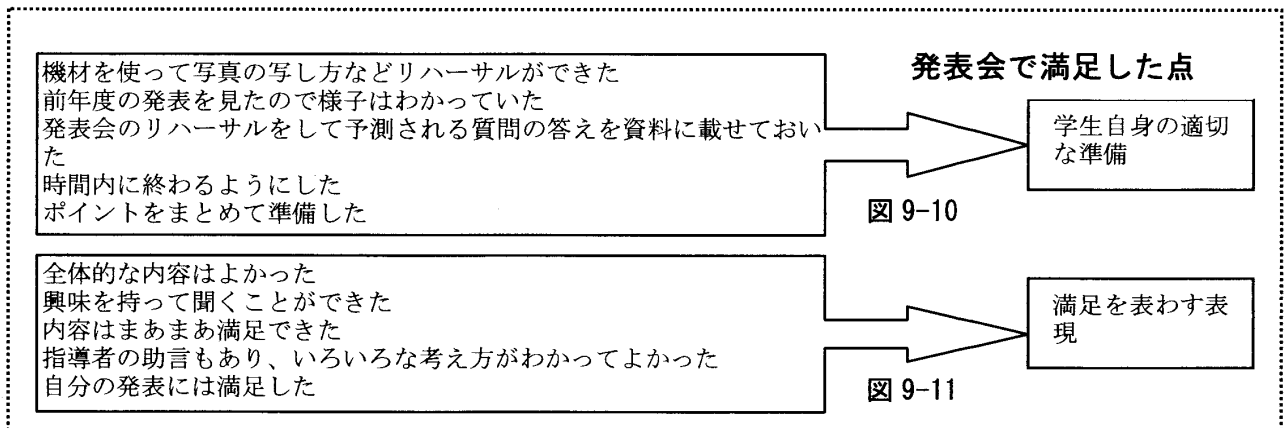 発表会で満足した点
機材を使って写真の写し方などリハーサルができた
前年度の発表を見たので様子はわかっていた
発表会のリハーサルをして予測される質問の答えを資料に載せておい
た
時間内に終わるようにした
ポイントをまとめて準備した
学生自身の適切
な準備
図 9-10
全体的な内容はよかった
興味を持って聞くことができた
内容はまあまあ満足できた
指導者の助言もあり、いろいろな考え方がわかってよかった
自分の発表には満足した
満足を表わす表
現
図 9-11